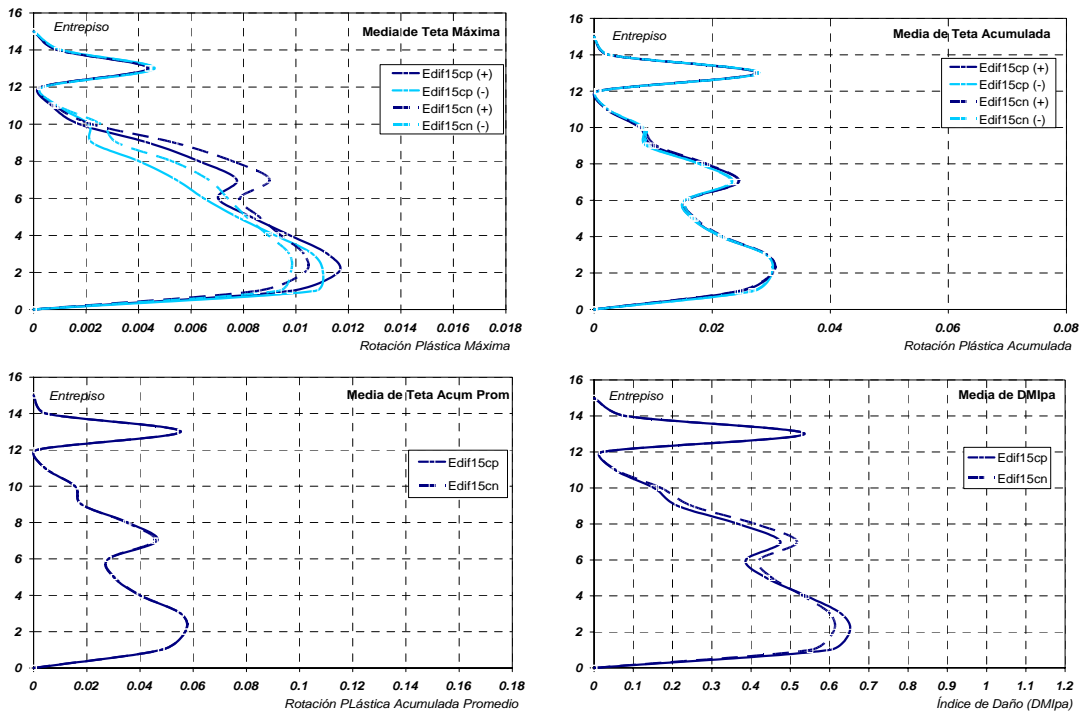 16
14
12
10
8
6
4
2
0
Entrepiso
Media de Teta Máxima
Edif15cp (+)
Edif15cp (-)
Edif15cn (+)
Edif15cn (-)
0 0.002 0.004 0.006 0.008 0.01 0.012 0.014 0.016 0.018
Rotación Plástica Máxima
16
14
12
10
8
6
4
2
0
Entrepiso
Media de Teta Acumulada
Edif15cp (+)
Edif15cp (-)
Edif15cn (+)
Edif15cn (-)
0 0.02 0.04 0.06 0.08
Rotación Plástica Acumulada
16
14
12
10
8
6
4
2
0
Entrepiso
Media de Teta Acum Prom
Edif15cp
Edif15cn
0 0.02 0.04 0.06 0.08 0.1 0.12 0.14 0.16 0.18
Rotación PLástica Acumulada Promedio
16
14
12
10
8
6
4
2
0
Entrepiso
Media de DMIpa
Edif15cp
Edif15cn
0 0.1 0.2 0.3 0.4 0.5 0.6 0.7 0.8 0.9 1 1.1 1.2
Índice de Daño (DMIpa)